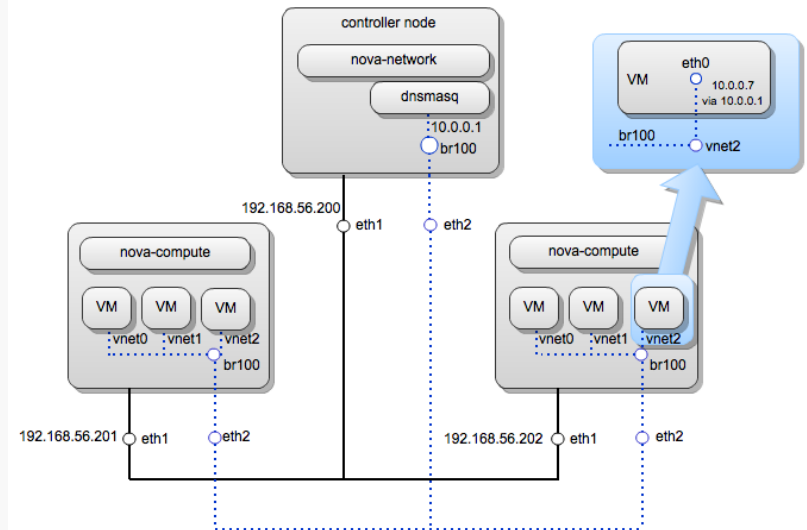 controller node
nova-network
dnsmasq
10.0.0.1
br100
eth0
VM
10.0.0.7
via 10.0.0.1
br100
vnet2
192.168.56.200
eth1
eth2
nova-compute
VM
VM
VM
vnet0
vnet1
vnet2
br100
nova-compute
VM
VM
VM
vnet0
vnet1
vnet2
br100
192.168.56.201
eth1
eth2
192.168.56.202
eth1
eth2